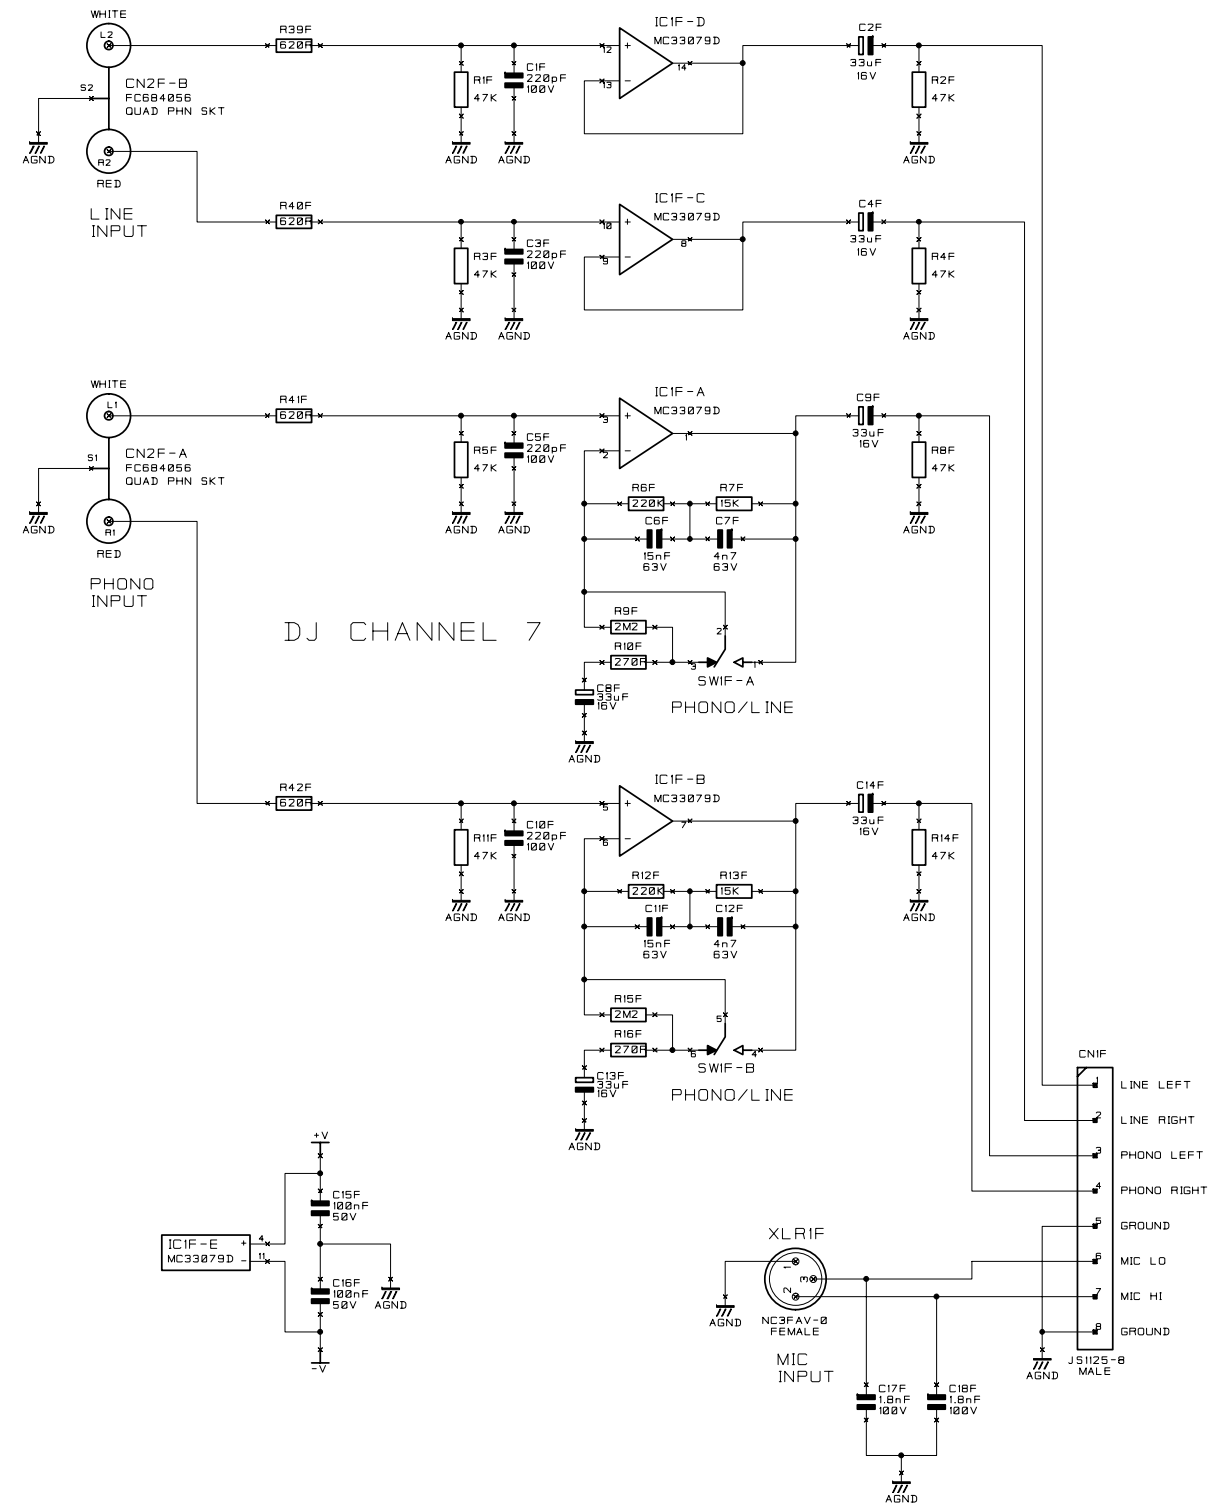 WHITE
L2
R39F
620R
IC1F-D
MC33079D
12
+
13
-
14
C2F
33uF
16V
S2
CN2F-B
FC684056
QUAD PHN SKT
R1F
47K
C1F
220pF
100V
R2F
47K
AGND
AGND
AGND
AGND
R2
RED
LINE
INPUT
R40F
620R
IC1F-C
MC33079D
10
+
9
-
8
C4F
33uF
16V
R3F
47K
C3F
220pF
100V
R4F
47K
AGND
AGND
AGND
WHITE
L1
R41F
620R
IC1F-A
MC33079D
3
+
2
-
1
C9F
33uF
16V
S1
CN2F-A
FC684056
QUAD PHN SKT
R5F
47K
C5F
220pF
100V
R8F
47K
AGND
AGND
AGND
AGND
R1
RED
PHONO
INPUT
R6F
220K
R7F
15K
C6F
15nF
63V
C7F
4n7
63V
DJ CHANNEL 7
R9F
2M2
R10F
270R
2
3
1
SW1F-A
PHONO/LINE
C8F
33uF
16V
AGND
R42F
620R
IC1F-B
MC33079D
5
+
6
-
7
C14F
33uF
16V
R11F
47K
C10F
220pF
100V
R14F
47K
AGND
AGND
AGND
R12F
220K
R13F
15K
C11F
15nF
63V
C12F
4n7
63V
R15F
2M2
R16F
270R
5
6
4
SW1F-B
PHONO/LINE
C13F
33uF
16V
AGND
CN1F
1
LINE LEFT
2
LINE RIGHT
3
PHONO LEFT
4
PHONO RIGHT
5
GROUND
6
MIC LO
7
MIC HI
8
GROUND
JS1125-8
MALE
AGND
+V
C15F
100nF
50V
IC1F-E
MC33079D
+
-
4
11
C16F
100nF
50V
AGND
-V
XLR1F
1
3
2
NC3FAV-0
FEMALE
AGND
MIC
INPUT
C17F
1.8nF
100V
C18F
1.8nF
100V
AGND